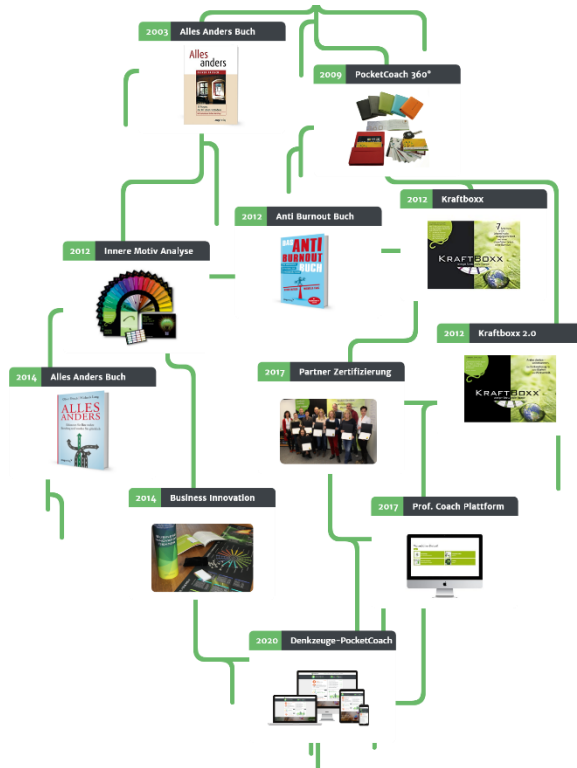 2003 Alles Anders Buch
Alles
anders
2009 PocketCoach 360°
2012 Kraftboxx
2012 Anti Burnout Buch
7
KRAFTBOXX
DAS
ANTI
BURNOUT
BUCH
2012 Innere Motiv Analyse
2012 Kraftboxx 2.0
KRAFTBOXX
2014 Alles Anders Buch
ALLES
ANDERS
2017 Partner Zertifizierung
2014 Business Innovation
2017 Prof. Coach Plattform
2020 Denkzeuge-PocketCoach